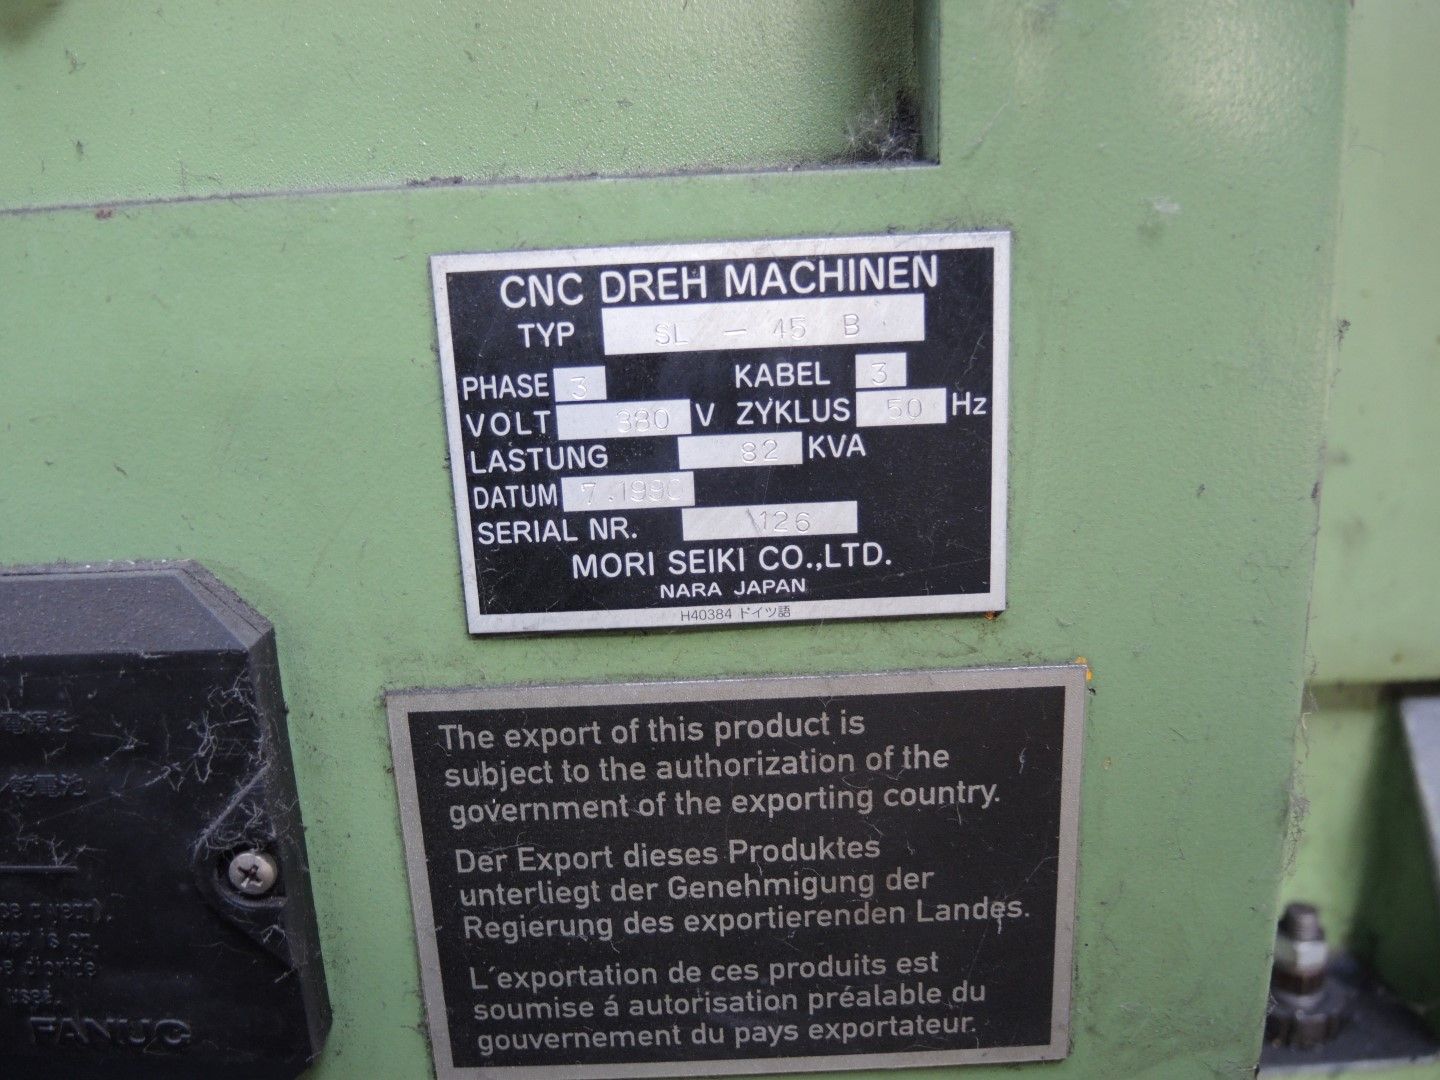 CNC DREH MACHINEN
TYP SL - 45 B
PHASE 3 KABEL 3
VOLT 380 V ZYKLUS 50 Hz
LASTUNG 82 KVA
DATUM 7.1990
SERIAL NR. 126
MORI SEIKI CO.,LTD.
NARA JAPAN
H40384 ドイツ語
The export of this product is
subject to the authorization of the
government of the exporting country.
Der Export dieses Produktes
unterliegt der Genehmigung der
Regierung des exportierenden Landes.
L'exportation de ces produits est
soumise á autorisation préalable du
gouvernement du pays exportateur.
used.
FANUC